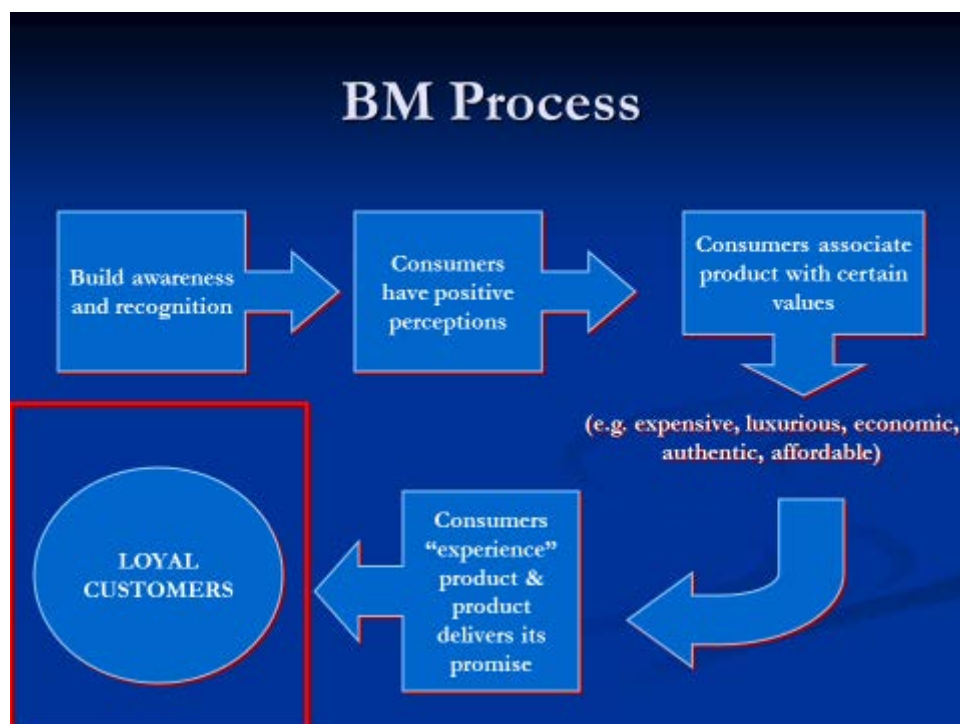 BM Process
Build awareness
and recognition
Consumers
have positive
perceptions
Consumers associate
product with certain
values
(e.g. expensive, luxurious, economic,
authentic, affordable)
Consumers
“experience”
product &
product
delivers its
promise
LOYAL
CUSTOMERS